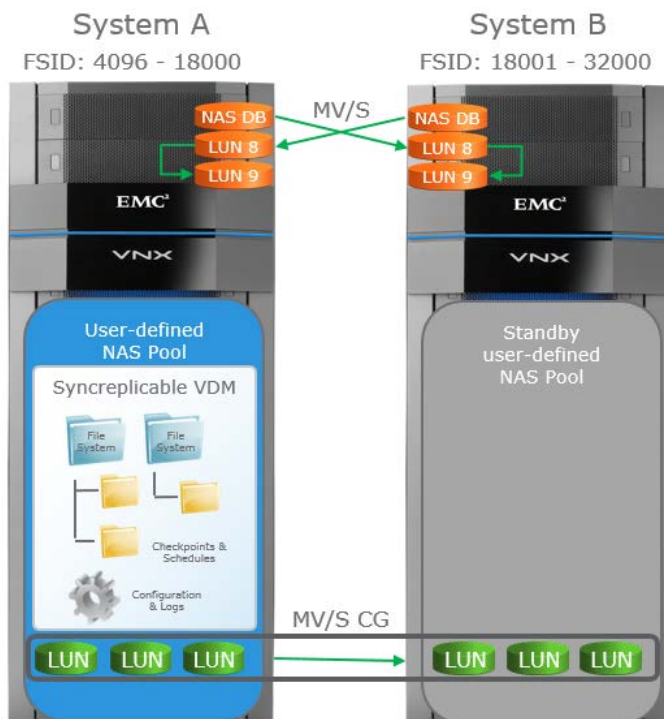 System A
FSID: 4096 - 18000
System B
FSID: 18001 - 32000
MV/S
NAS DB
LUN 8
LUN 9
NAS DB
LUN 8
LUN 9
EMC²
VNX
EMC²
VNX
User-defined
NAS Pool
Syncreplicable VDM
File
System
File
System
Checkpoints &
Schedules
Configuration
& Logs
Standby
user-defined
NAS Pool
MV/S CG
LUN LUN LUN
LUN LUN LUN